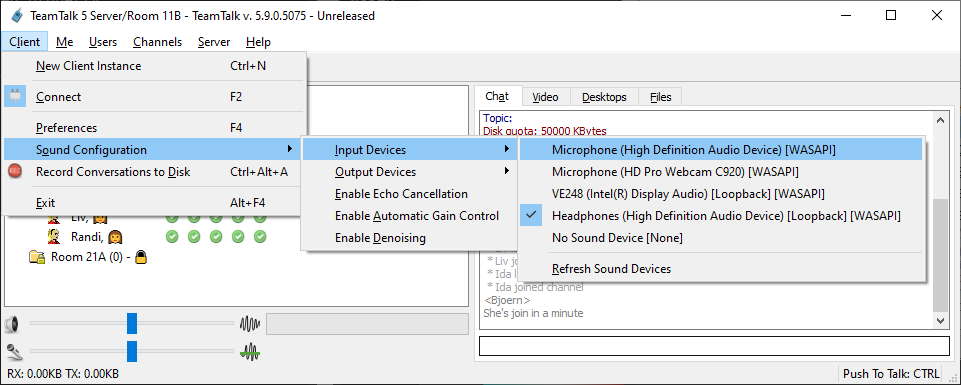 TeamTalk 5 Server/Room 11B - TeamTalk v. 5.9.0.5075 - Unreleased
Client Me Users Channels Server Help
New Client Instance Ctrl+N
Connect F2
Preferences F4
Sound Configuration
Record Conversations to Disk Ctrl+Alt+A
Exit Alt+F4
Input Devices
Output Devices
Enable Echo Cancellation
Enable Automatic Gain Control
Enable Denoising
Microphone (High Definition Audio Device) [WASAPI]
Microphone (HD Pro Webcam C920) [WASAPI]
VE248 (Intel(R) Display Audio) [Loopback] [WASAPI]
Headphones (High Definition Audio Device) [Loopback] [WASAPI]
No Sound Device [None]
Refresh Sound Devices
Liv,
Randi,
Room 21A (0) -
Chat Video Desktops Files
Topic:
Disk quota: 50000 KBytes
* Liv jo
* Ida l
* Ida joined channel
<Bjoern>
She's join in a minute
RX: 0.00KB TX: 0.00KB
Push To Talk: CTRL